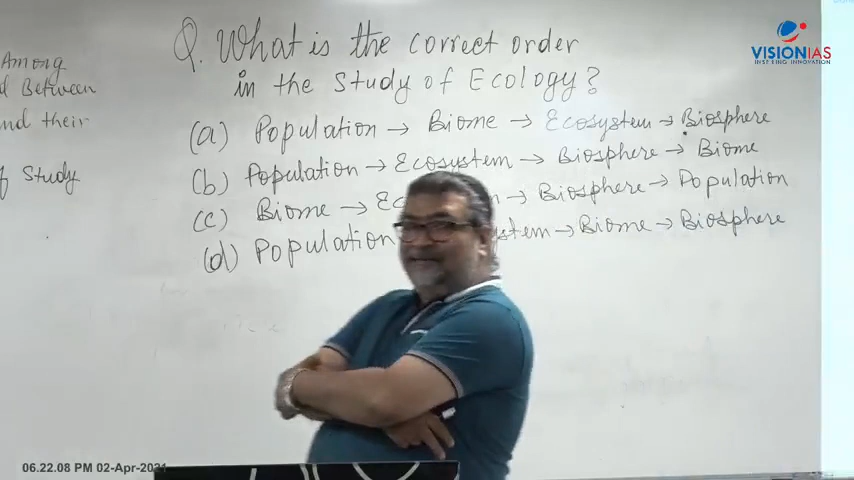 Among
Between
nd their
Study
Q. What is the correct order
in the study of Ecology?
(a) Population → Biome → Ecosystem → Biosphere
(b) Population → Ecosystem → Biosphere → Biome
(c) Biome → → Biosphere → Population
(d) Population → Biome → Biosphere
VISIONIAS
INSPIRING INNOVATION
06.22.08 PM 02-Apr-2021